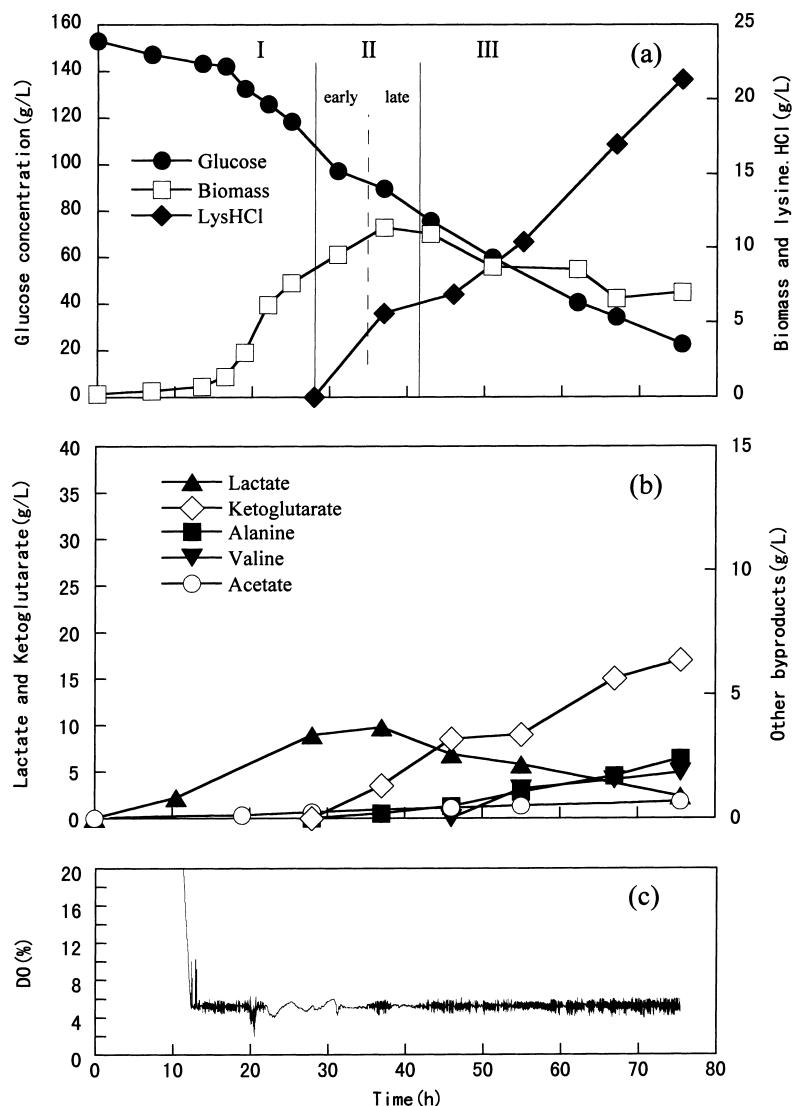 160
140
120
100
80
60
40
20
0
Glucose concentration(g/L)
I
II
III
(a)
early
late
Glucose
Biomass
LysHCl
25
20
15
10
5
0
Biomass and lysine.HCl(g/L)
40
35
30
25
20
15
10
5
0
Lactate and Ketoglutarate(g/L)
(b)
Lactate
Ketoglutarate
Alanine
Valine
Acetate
15
10
5
0
Other byproducts(g/L)
20
16
12
8
4
0
DO(%)
(c)
0 10 20 30 40 50 60 70 80
Time(h)